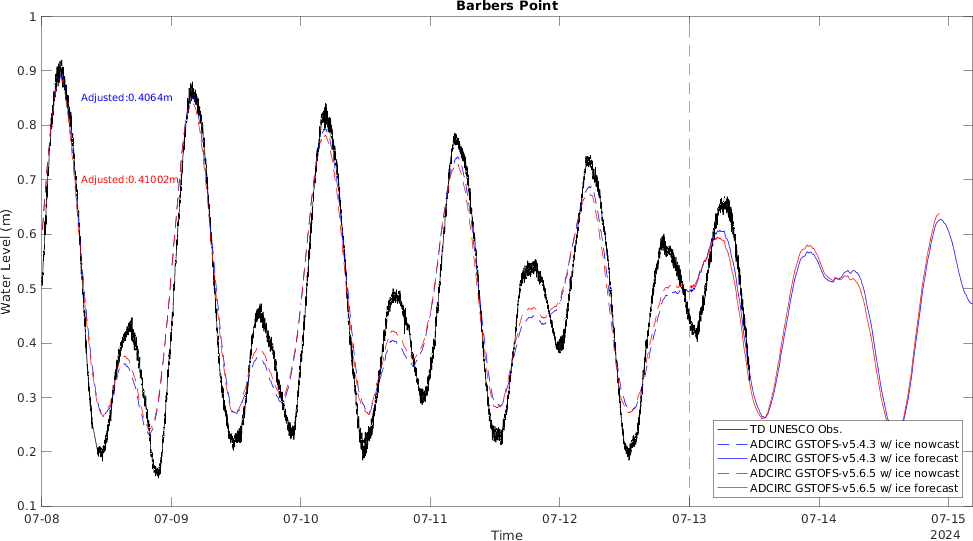 Barbers Point
1
0.9
0.8
0.7
0.6
0.5
0.4
0.3
0.2
0.1
Water Level (m)
Adjusted:0.4064m
Adjusted:0.41002m
TD UNESCO Obs.
ADCIRC GSTOFS-v5.4.3 w/ ice nowcast
ADCIRC GSTOFS-v5.4.3 w/ ice forecast
ADCIRC GSTOFS-v5.6.5 w/ ice nowcast
ADCIRC GSTOFS-v5.6.5 w/ ice forecast
07-08 07-09 07-10 07-11 07-12 07-13 07-14 07-15
Time
2024